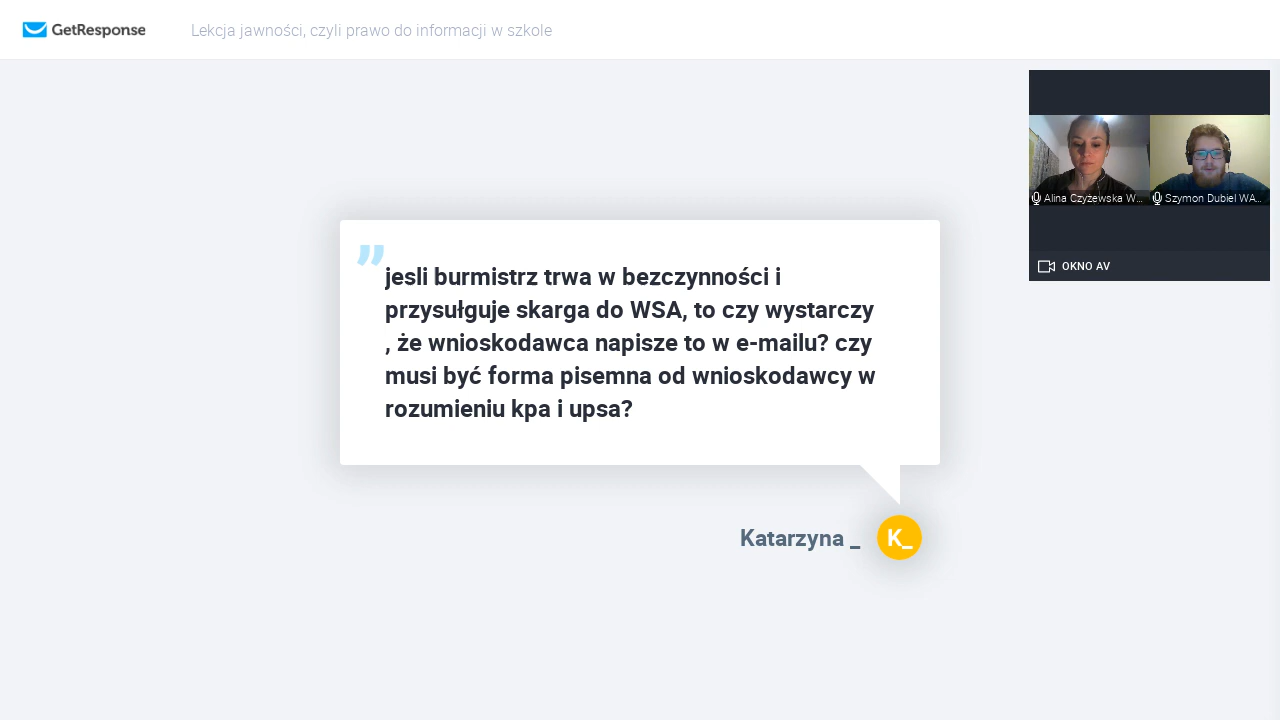 GetResponse
Lekcja jawności, czyli prawo do informacji w szkole
Alina Czyżewska W...
Szymon Dubiel WA...
OKNO AV
”
jesli burmistrz trwa w bezczynności i
przysułguje skarga do WSA, to czy wystarczy
, że wnioskodawca napisze to w e-mailu? czy
musi być forma pisemna od wnioskodawcy w
rozumieniu kpa i upsa?
Katarzyna _
K_